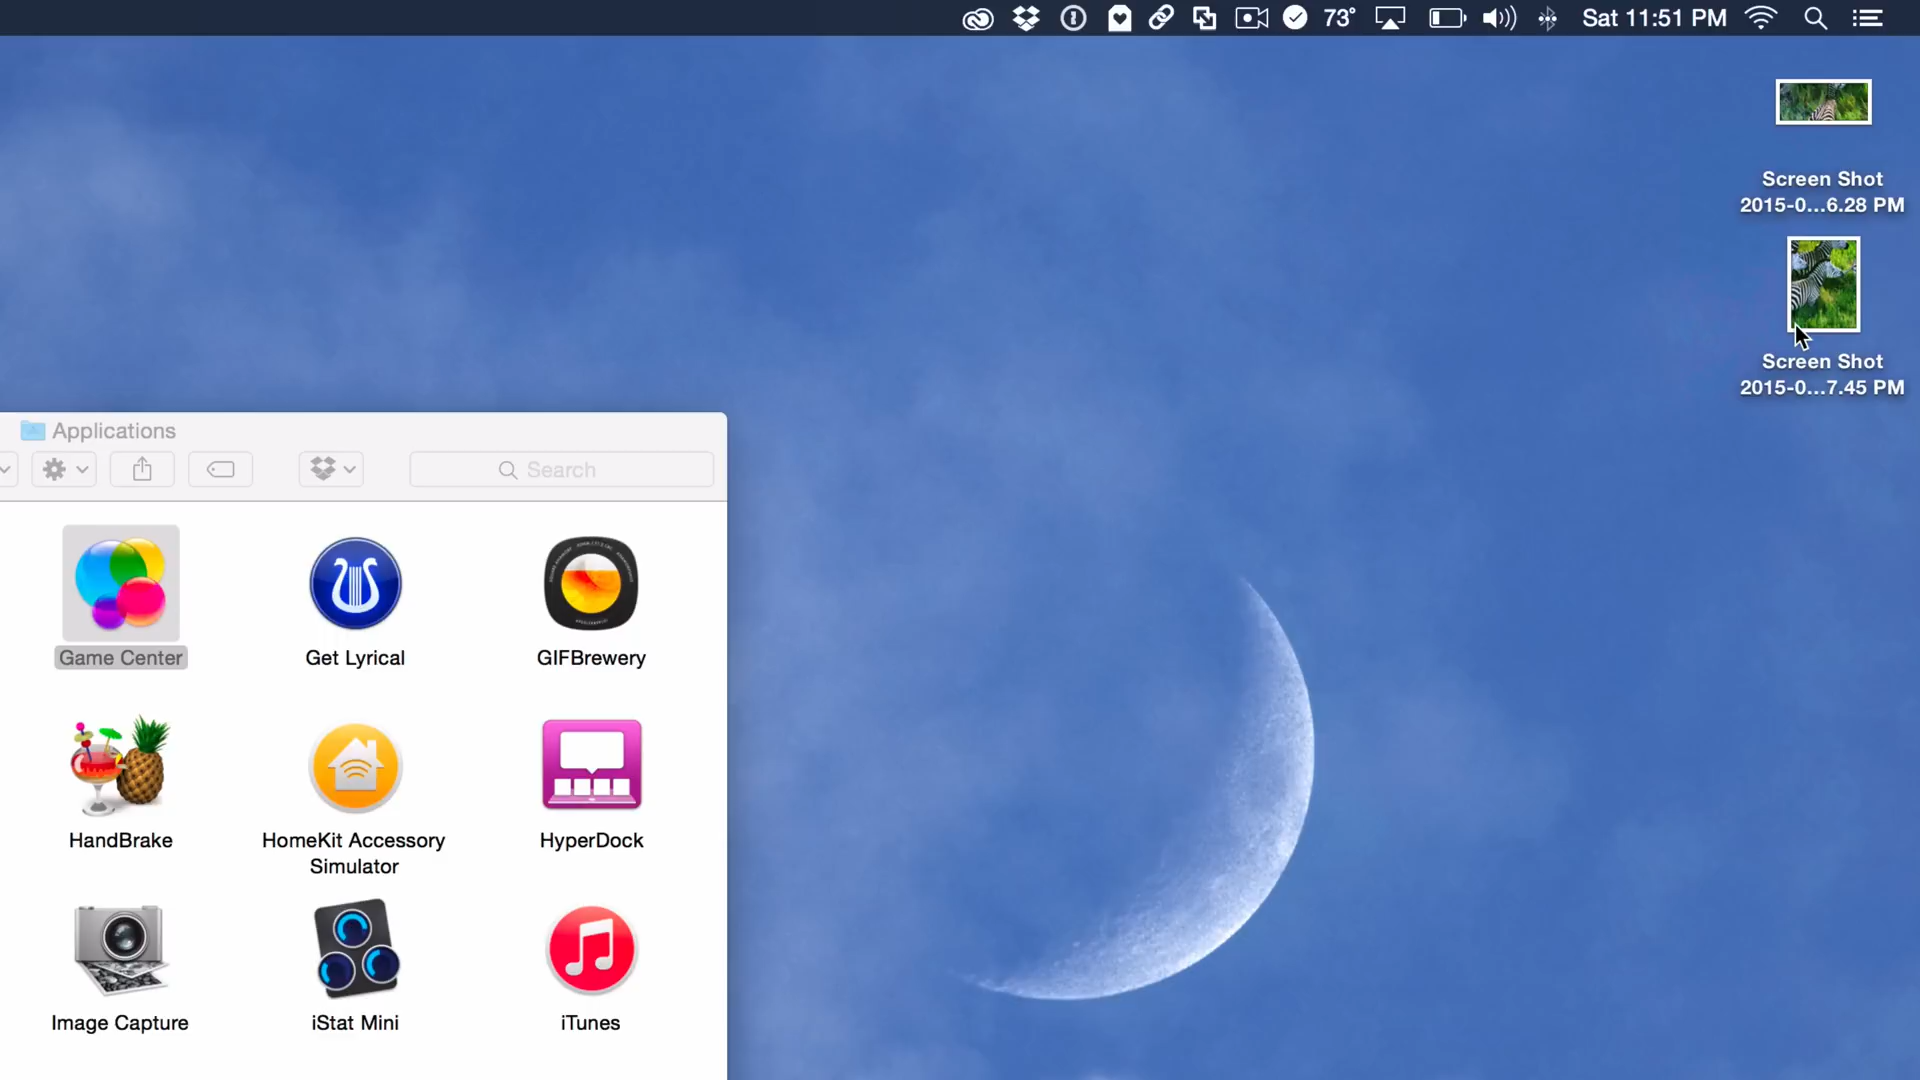 73°
Sat 11:51 PM
Screen Shot
2015-0...6.28 PM
Screen Shot
2015-0...7.45 PM
Applications
Search
Game Center
Get Lyrical
GIFBrewery
HandBrake
HomeKit Accessory
Simulator
HyperDock
Image Capture
iStat Mini
iTunes